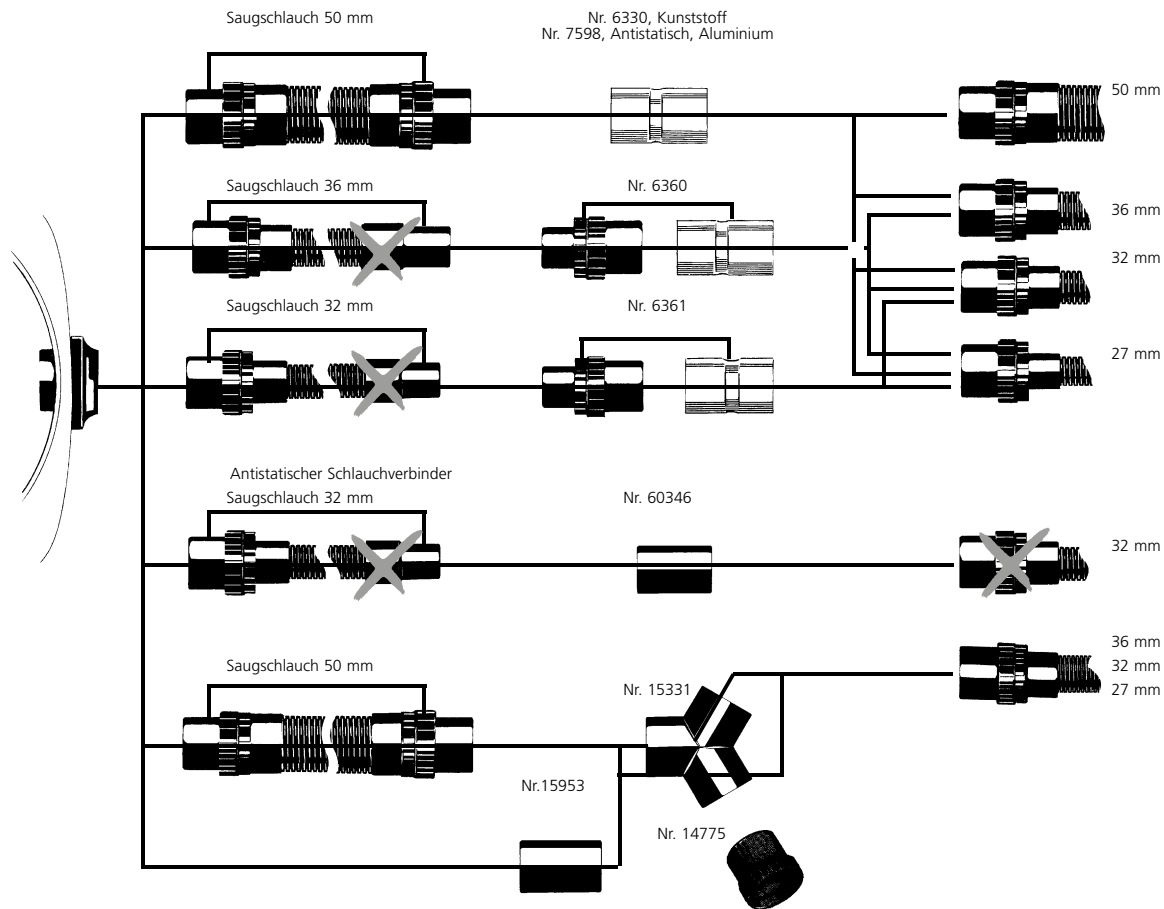 Saugschlauch 50 mm
Nr. 6330, Kunststoff
Nr. 7598, Antistatisch, Aluminium
50 mm
Saugschlauch 36 mm
Nr. 6360
36 mm
32 mm
Saugschlauch 32 mm
Nr. 6361
27 mm
Antistatischer Schlauchverbinder
Saugschlauch 32 mm
Nr. 60346
32 mm
Saugschlauch 50 mm
Nr. 15331
36 mm
32 mm
27 mm
Nr.15953
Nr. 14775